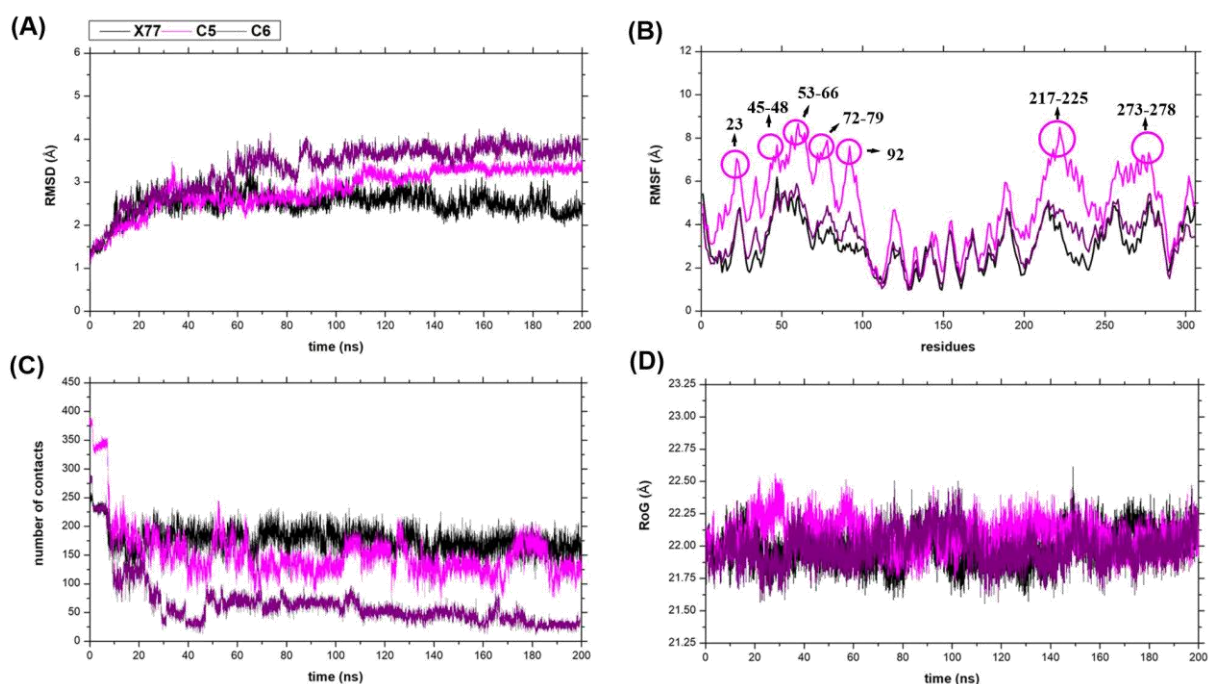 (A)
X77 C5 C6
6
5
4
3
2
1
0
RMSD (Å)
0 20 40 60 80 100 120 140 160 180 200
time (ns)
(B)
12
10
8
6
4
2
0
RMSF (Å)
23
45-48
53-66
72-79
92
217-225
273-278
0 50 100 150 200 250 300
residues
(C)
450
400
350
300
250
200
150
100
50
0
number of contacts
0 20 40 60 80 100 120 140 160 180 200
time (ns)
(D)
23.25
23.00
22.75
22.50
22.25
22.00
21.75
21.50
21.25
RoG (Å)
0 20 40 60 80 100 120 140 160 180 200
time (ns)